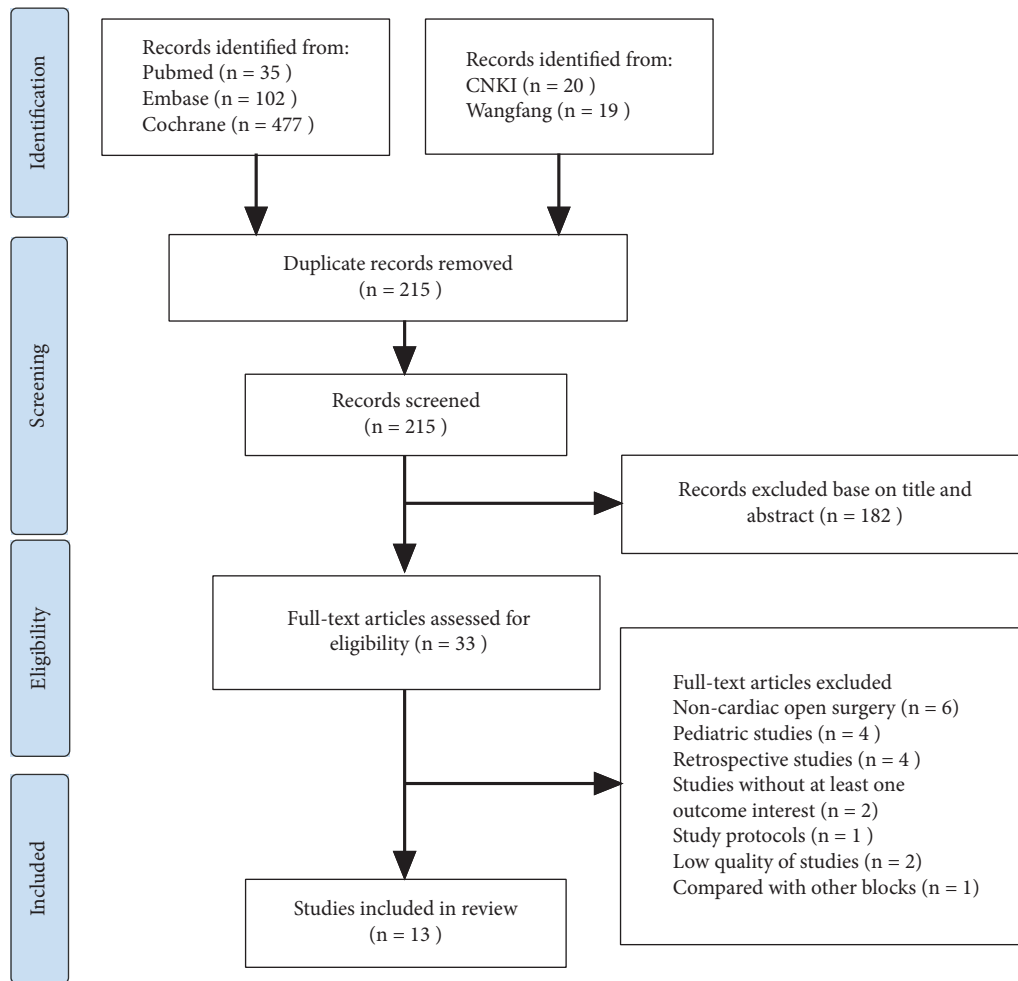 Identification
Records identified from:
Pubmed (n = 35 )
Embase (n = 102 )
Cochrane (n = 477 )
Records identified from:
CNKI (n = 20 )
Wangfang (n = 19 )
Screening
Duplicate records removed
(n = 215 )
Records screened
(n = 215 )
Records excluded base on title and
abstract (n = 182 )
Eligibility
Full-text articles assessed for
eligibility (n = 33 )
Full-text articles excluded
Non-cardiac open surgery (n = 6)
Pediatric studies (n = 4 )
Retrospective studies (n = 4 )
Studies without at least one
outcome interest (n = 2)
Study protocols (n = 1 )
Low quality of studies (n = 2)
Compared with other blocks (n = 1)
Included
Studies included in review
(n = 13 )